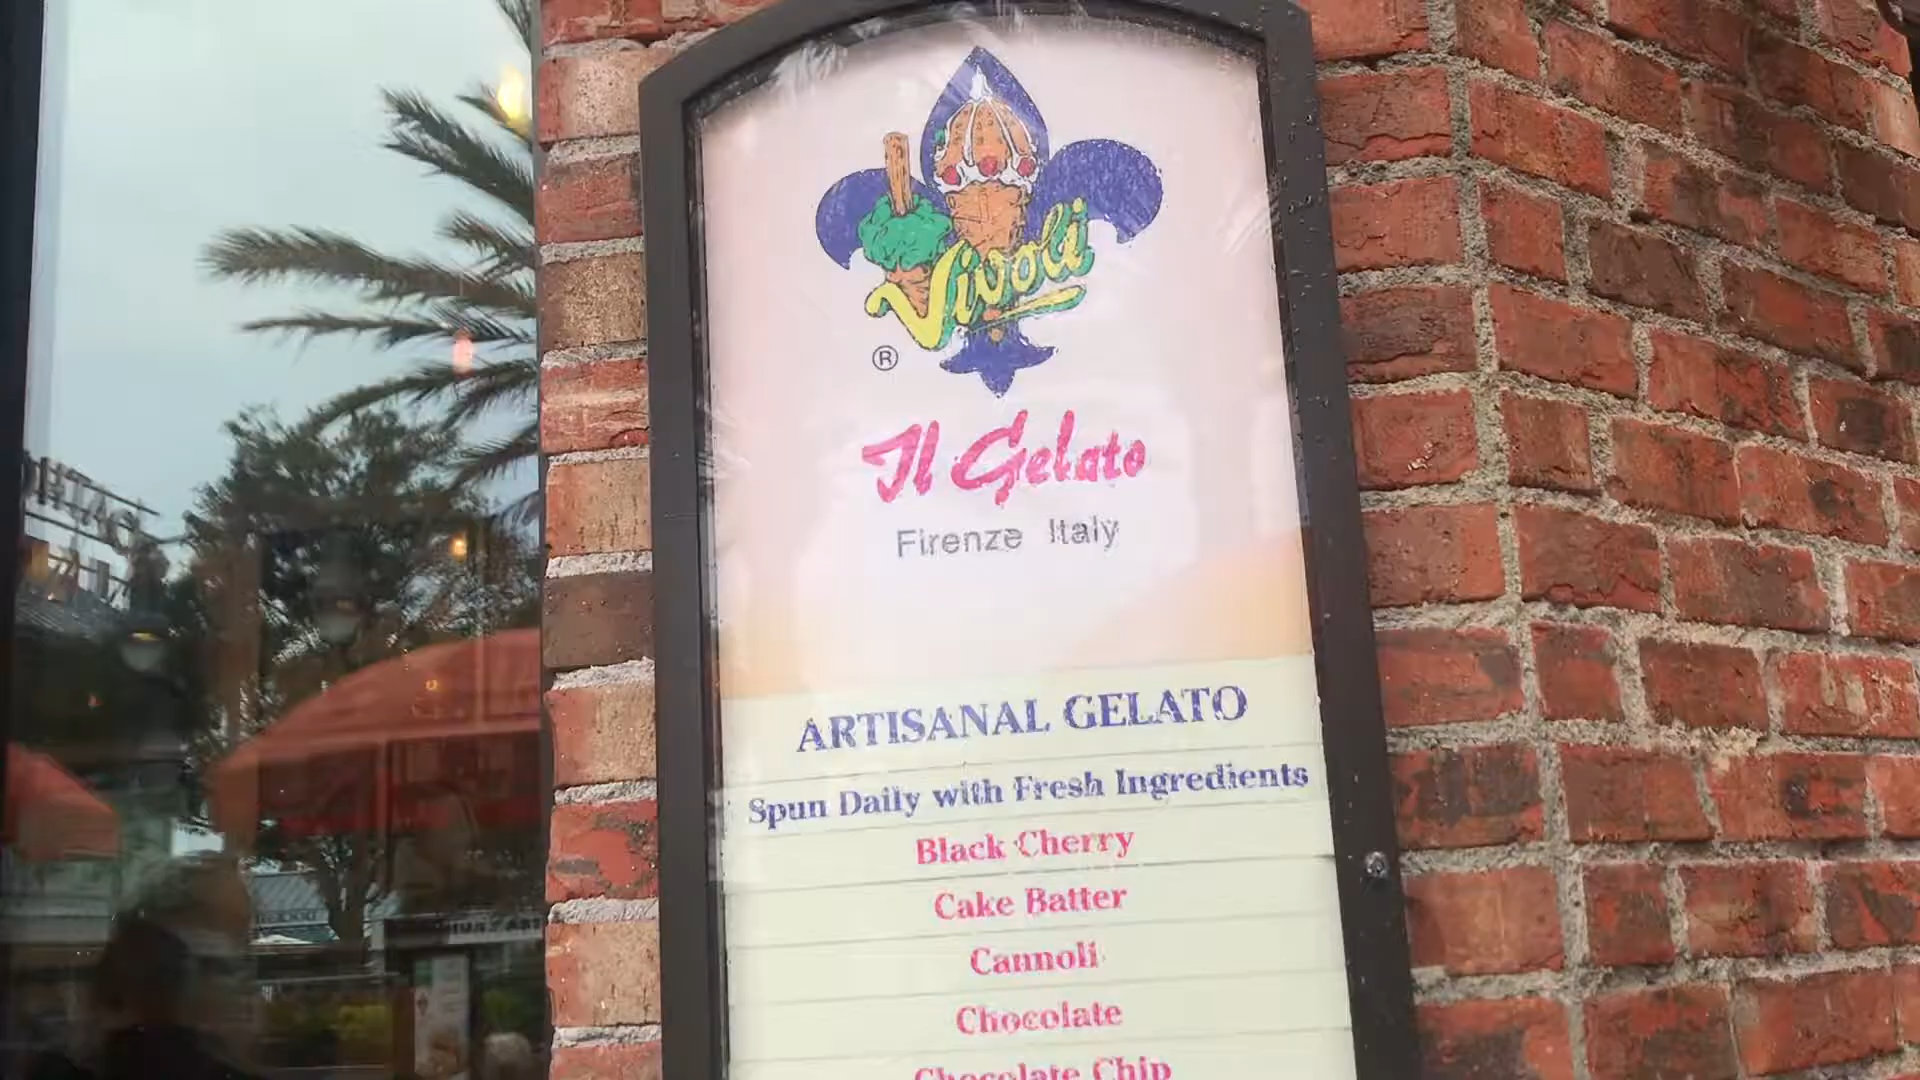 Vivoli
®
Il Gelato
Firenze Italy
ARTISANAL GELATO
Spun Daily with Fresh Ingredients
Black Cherry
Cake Batter
Cannoli
Chocolate
Chocolate Chip